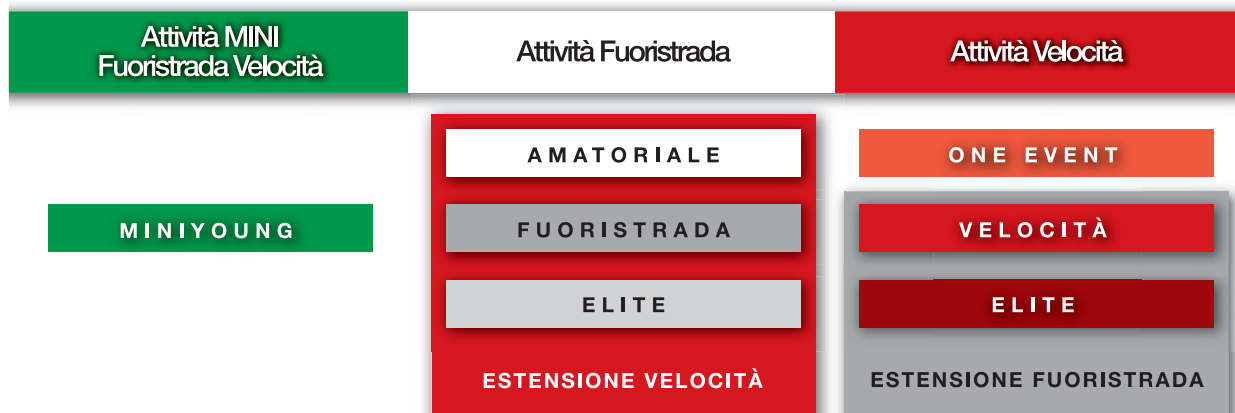 Attività MINI
Fuoristrada Velocità
Attività Fuoristrada
Attività Velocità
MINIYOUNG
AMATORIALE
FUORISTRADA
ELITE
ESTENSIONE VELOCITÀ
ONE EVENT
VELOCITÀ
ELITE
ESTENSIONE FUORISTRADA